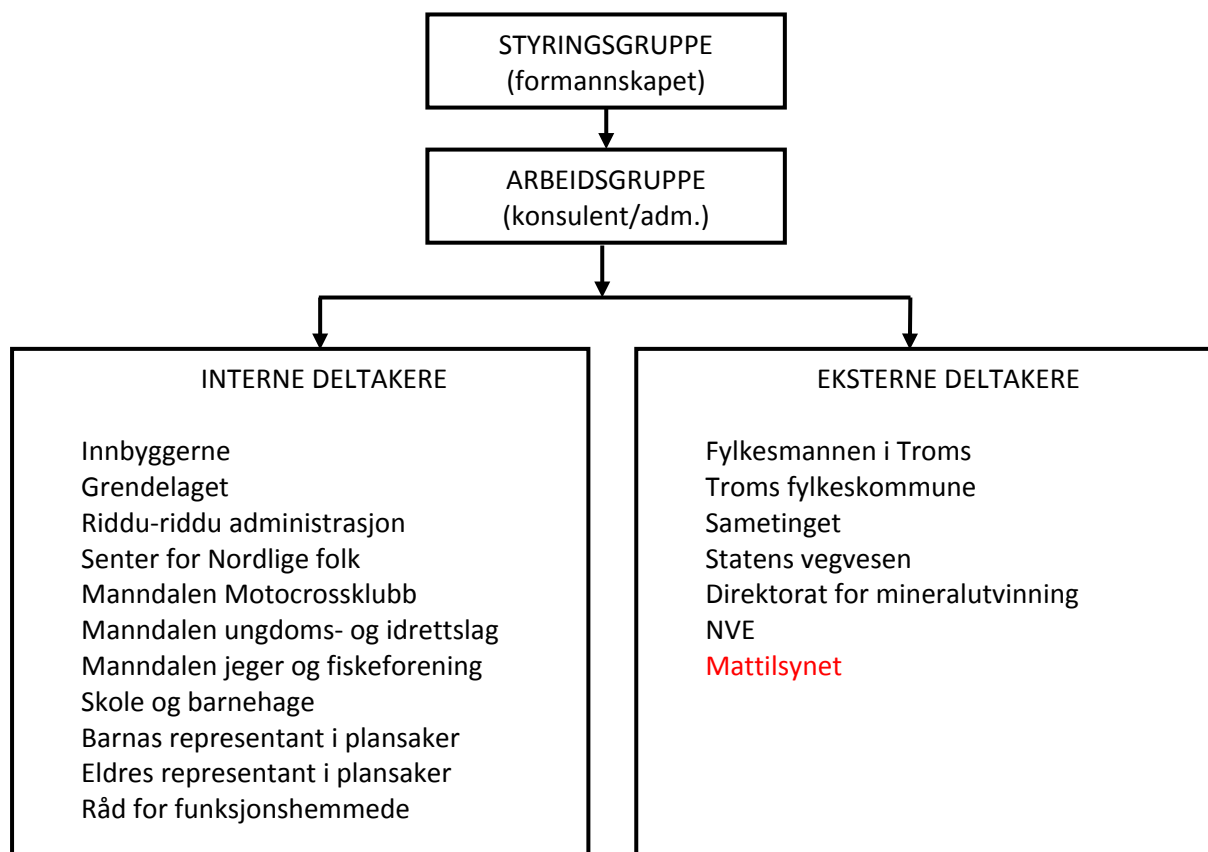 STYRINGSGRUPPE
(formannskapet)
ARBEIDSGRUPPE
(konsulent/adm.)
INTERNE DELTAKERE
Innbyggerne
Grendelaget
Riddu-riddu administrasjon
Senter for Nordlige folk
Manndalen Motocrossklubb
Manndalen ungdoms- og idrettslag
Manndalen jeger og fiskeforening
Skole og barnehage
Barnas representant i plansaker
Eldres representant i plansaker
Råd for funksjonshemmede
EKSTERNE DELTAKERE
Fylkesmannen i Troms
Troms fylkeskommune
Sametinget
Statens vegvesen
Direktorat for mineralutvinning
NVE
Mattilsynet